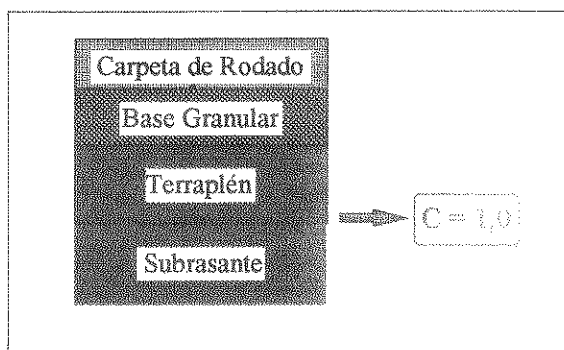 Carpeta de Rodado
Base Granular
Terraplén
Subrasante
C = 1,0